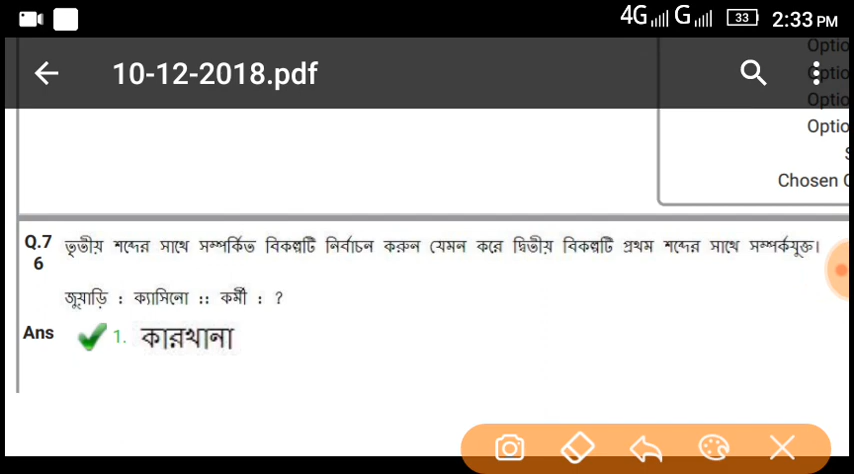 4G G 33 2:33 PM
10-12-2018.pdf
Optio
Optio
Optio
Optio
Chosen
Q.7 তৃতীয় শব্দের সাথে সম্পর্কিত বিকল্পটি নির্বাচন করুন যেমন করে দ্বিতীয় বিকল্পটি প্রথম শব্দের সাথে সম্পর্কযুক্ত।
6
জুয়াড়ি : ক্যাসিনো :: কর্মী : ?
Ans 1. কারখানা